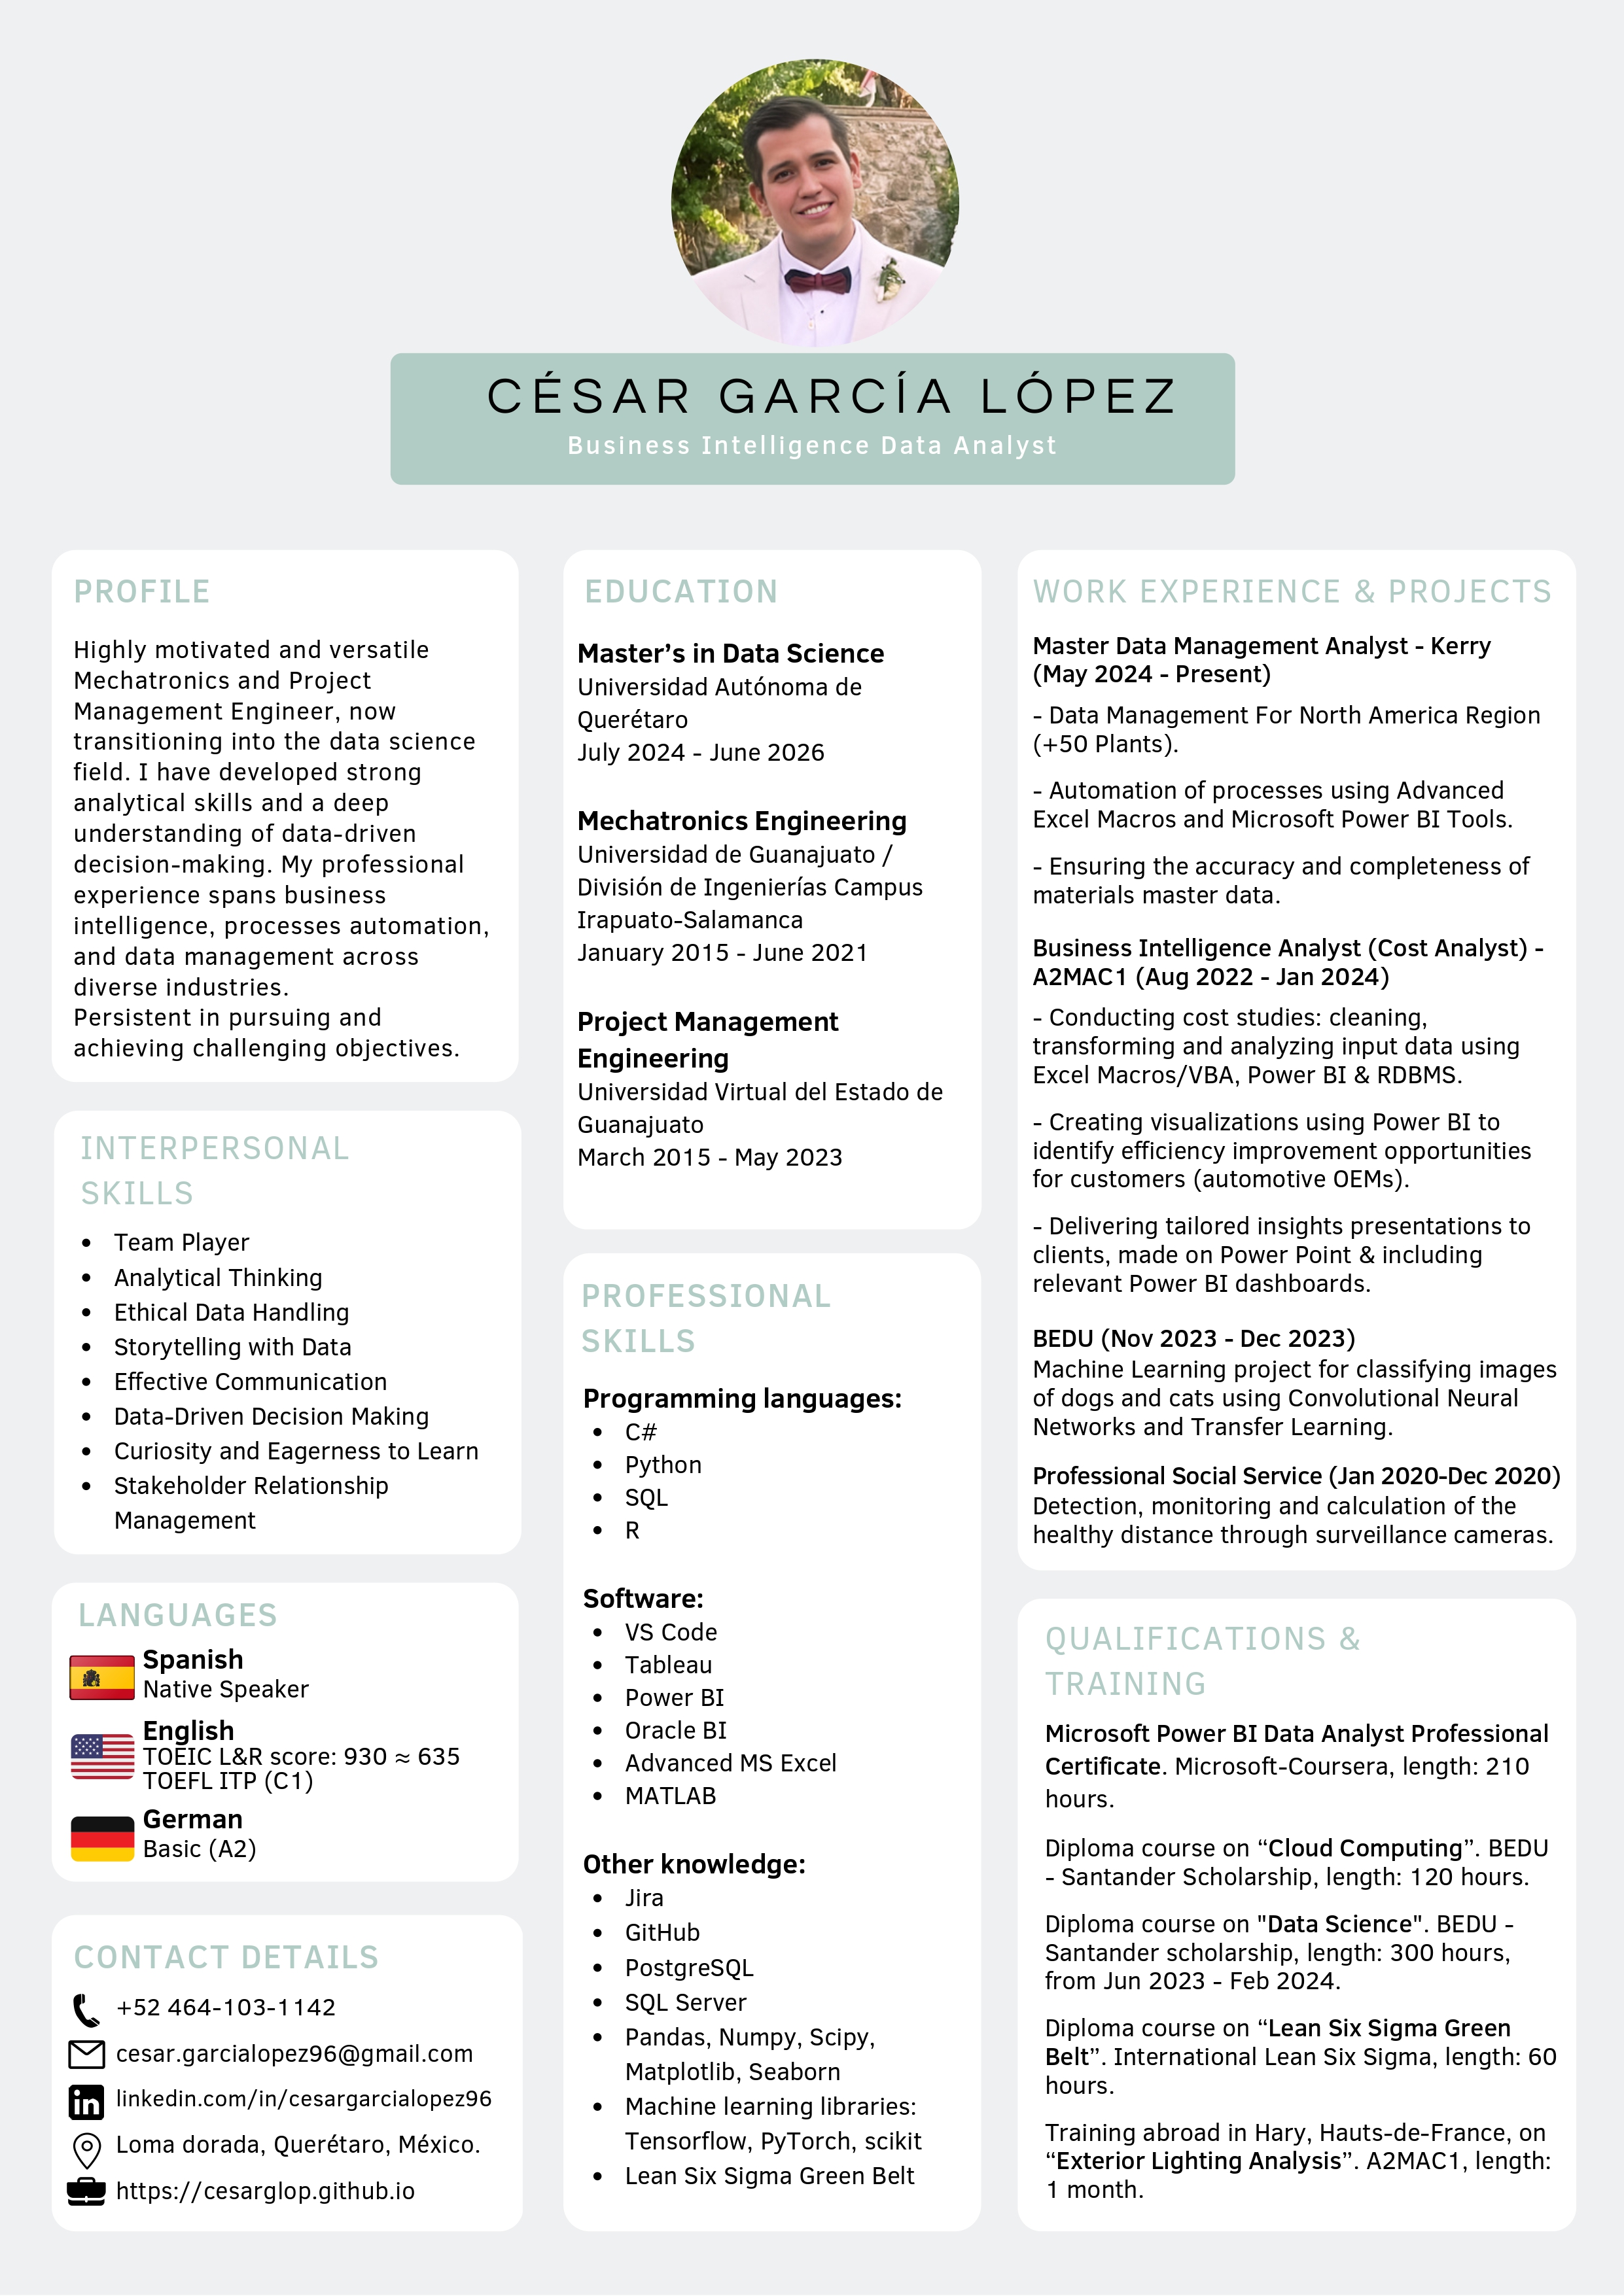 CÉSAR GARCÍA LÓPEZ
Business Intelligence Data Analyst
PROFILE
Highly motivated and versatile
Mechatronics and Project
Management Engineer, now
transitioning into the data science
field. I have developed strong
analytical skills and a deep
understanding of data-driven
decision-making. My professional
experience spans business
intelligence, processes automation,
and data management across
diverse industries.
Persistent in pursuing and
achieving challenging objectives.
INTERPERSONAL
SKILLS
• Team Player
• Analytical Thinking
• Ethical Data Handling
• Storytelling with Data
• Effective Communication
• Data-Driven Decision Making
• Curiosity and Eagerness to Learn
• Stakeholder Relationship
Management
LANGUAGES
Spanish
Native Speaker
English
TOEIC L&R score: 930 ≈ 635
TOEFL ITP (C1)
German
Basic (A2)
CONTACT DETAILS
+52 464-103-1142
cesar.garcialopez96@gmail.com
linkedin.com/in/cesargarcialopez96
Loma dorada, Querétaro, México.
https://cesarglop.github.io
EDUCATION
Master’s in Data Science
Universidad Autónoma de
Querétaro
July 2024 - June 2026
Mechatronics Engineering
Universidad de Guanajuato /
División de Ingenierías Campus
Irapuato-Salamanca
January 2015 - June 2021
Project Management
Engineering
Universidad Virtual del Estado de
Guanajuato
March 2015 - May 2023
PROFESSIONAL
SKILLS
Programming languages:
• C#
• Python
• SQL
• R
Software:
• VS Code
• Tableau
• Power BI
• Oracle BI
• Advanced MS Excel
• MATLAB
Other knowledge:
• Jira
• GitHub
• PostgreSQL
• SQL Server
• Pandas, Numpy, Scipy,
Matplotlib, Seaborn
• Machine learning libraries:
Tensorflow, PyTorch, scikit
• Lean Six Sigma Green Belt
WORK EXPERIENCE & PROJECTS
Master Data Management Analyst - Kerry
(May 2024 - Present)
- Data Management For North America Region
(+50 Plants).
- Automation of processes using Advanced
Excel Macros and Microsoft Power BI Tools.
- Ensuring the accuracy and completeness of
materials master data.
Business Intelligence Analyst (Cost Analyst) -
A2MAC1 (Aug 2022 - Jan 2024)
- Conducting cost studies: cleaning,
transforming and analyzing input data using
Excel Macros/VBA, Power BI & RDBMS.
- Creating visualizations using Power BI to
identify efficiency improvement opportunities
for customers (automotive OEMs).
- Delivering tailored insights presentations to
clients, made on Power Point & including
relevant Power BI dashboards.
BEDU (Nov 2023 - Dec 2023)
Machine Learning project for classifying images
of dogs and cats using Convolutional Neural
Networks and Transfer Learning.
Professional Social Service (Jan 2020-Dec 2020)
Detection, monitoring and calculation of the
healthy distance through surveillance cameras.
QUALIFICATIONS &
TRAINING
Microsoft Power BI Data Analyst Professional
Certificate. Microsoft-Coursera, length: 210
hours.
Diploma course on “Cloud Computing”. BEDU
- Santander Scholarship, length: 120 hours.
Diploma course on "Data Science". BEDU -
Santander scholarship, length: 300 hours,
from Jun 2023 - Feb 2024.
Diploma course on “Lean Six Sigma Green
Belt”. International Lean Six Sigma, length: 60
hours.
Training abroad in Hary, Hauts-de-France, on
“Exterior Lighting Analysis”. A2MAC1, length:
1 month.